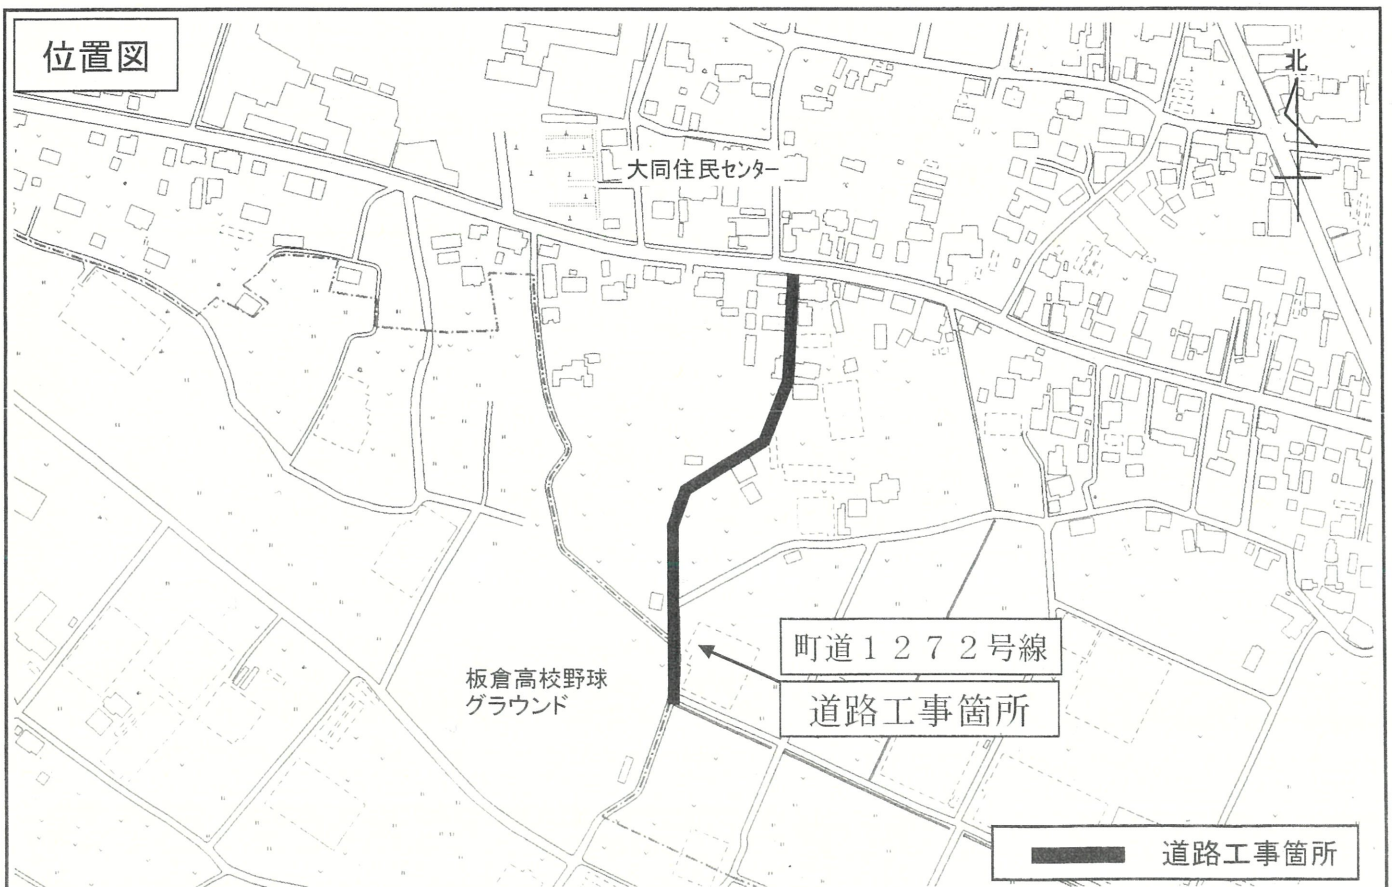 位置図
北
大同住民センター
町道１２７２号線
板倉高校野球
グラウンド
道路工事箇所
道路工事箇所